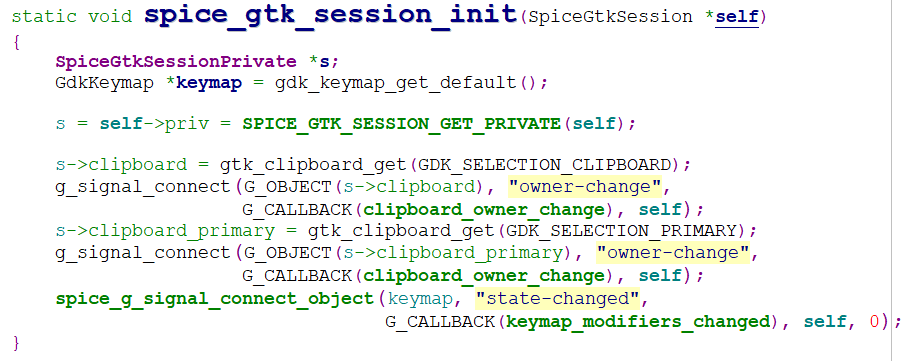 static void spice_gtk_session_init(SpiceGtkSession *self)
{
    SpiceGtkSessionPrivate *s;
    GdkKeymap *keymap = gdk_keymap_get_default();

    s = self->priv = SPICE_GTK_SESSION_GET_PRIVATE(self);

    s->clipboard = gtk_clipboard_get(GDK_SELECTION_CLIPBOARD);
    g_signal_connect(G_OBJECT(s->clipboard), "owner-change",
                     G_CALLBACK(clipboard_owner_change), self);
    s->clipboard_primary = gtk_clipboard_get(GDK_SELECTION_PRIMARY);
    g_signal_connect(G_OBJECT(s->clipboard_primary), "owner-change",
                     G_CALLBACK(clipboard_owner_change), self);
    spice_g_signal_connect_object(keymap, "state-changed",
                                  G_CALLBACK(keymap_modifiers_changed), self, 0);
}